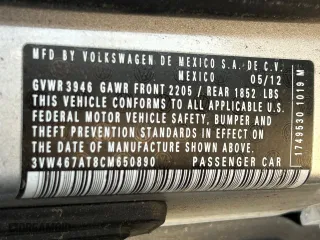 MFD BY VOLKSWAGEN DE MEXICO S.A. DE C.V.
MEXICO 05/12
GVWR 3946 GAWR FRONT 2205 / REAR 1852 LBS
THIS VEHICLE CONFORMS TO ALL APPLICABLE U.S.
FEDERAL MOTOR VEHICLE SAFETY, BUMPER AND
THEFT PREVENTION STANDARDS IN EFFECT ON THE
DATE OF MANUFACTURE SHOWN ABOVE.
3VW467AT8CM650890 PASSENGER CAR
1749530 1019 M